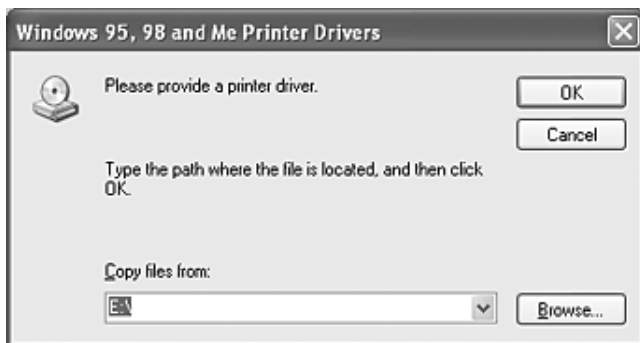 Windows 95, 98 and Me Printer Drivers
Please provide a printer driver.
OK
Cancel
Type the path where the file is located, and then click
OK.
Copy files from:
E:\
Browse...